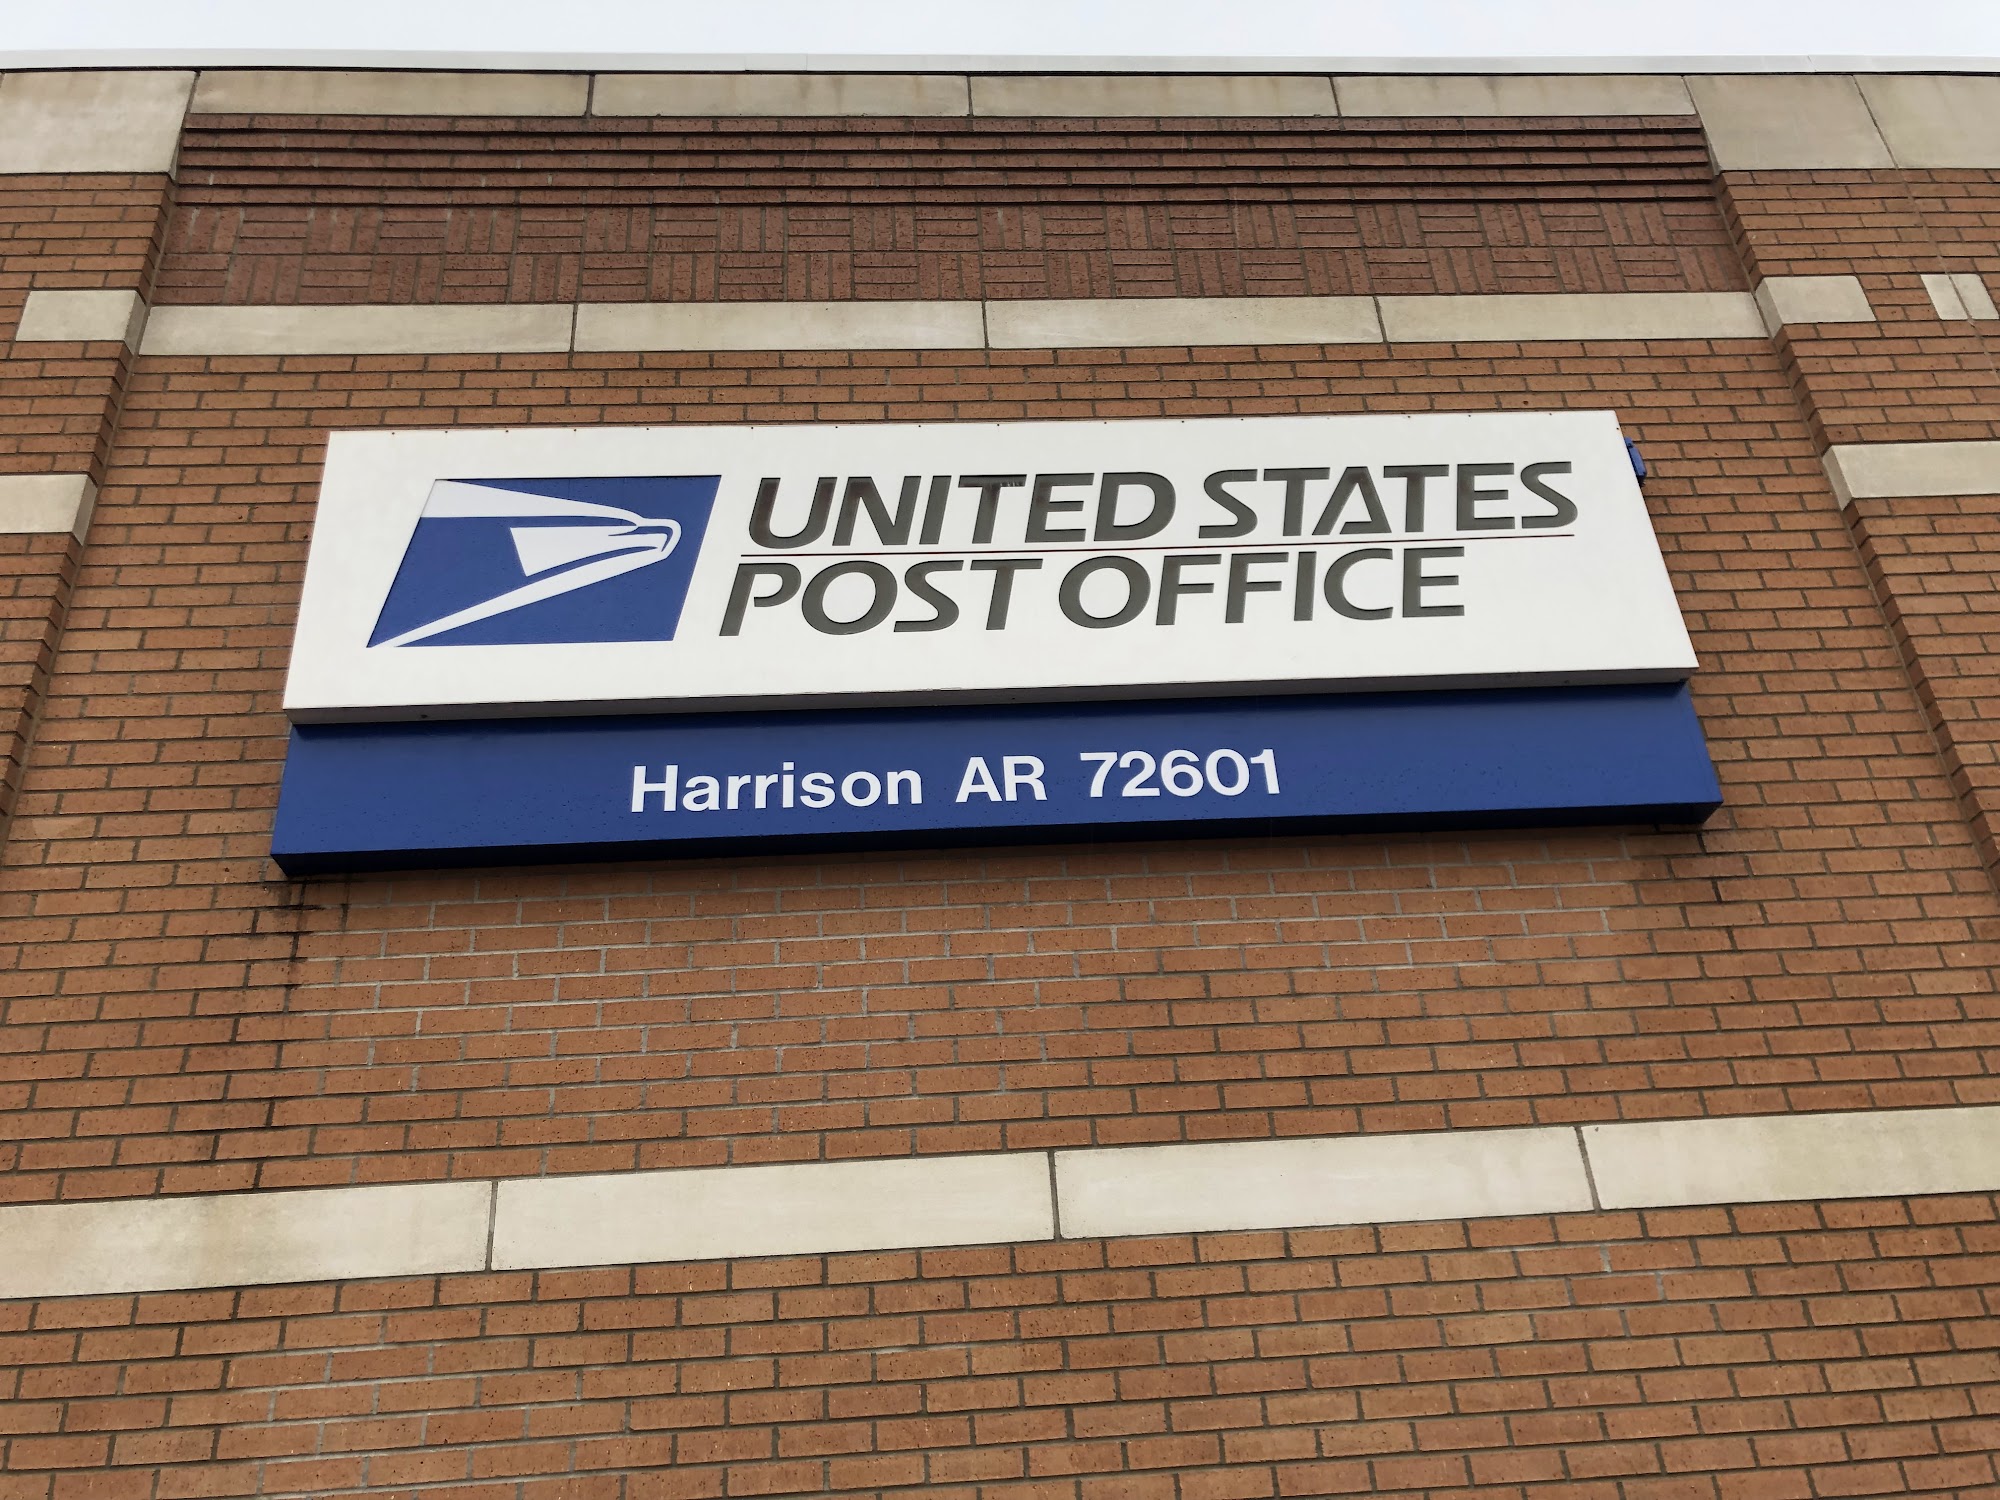 UNITED STATES
POST OFFICE
Harrison AR 72601